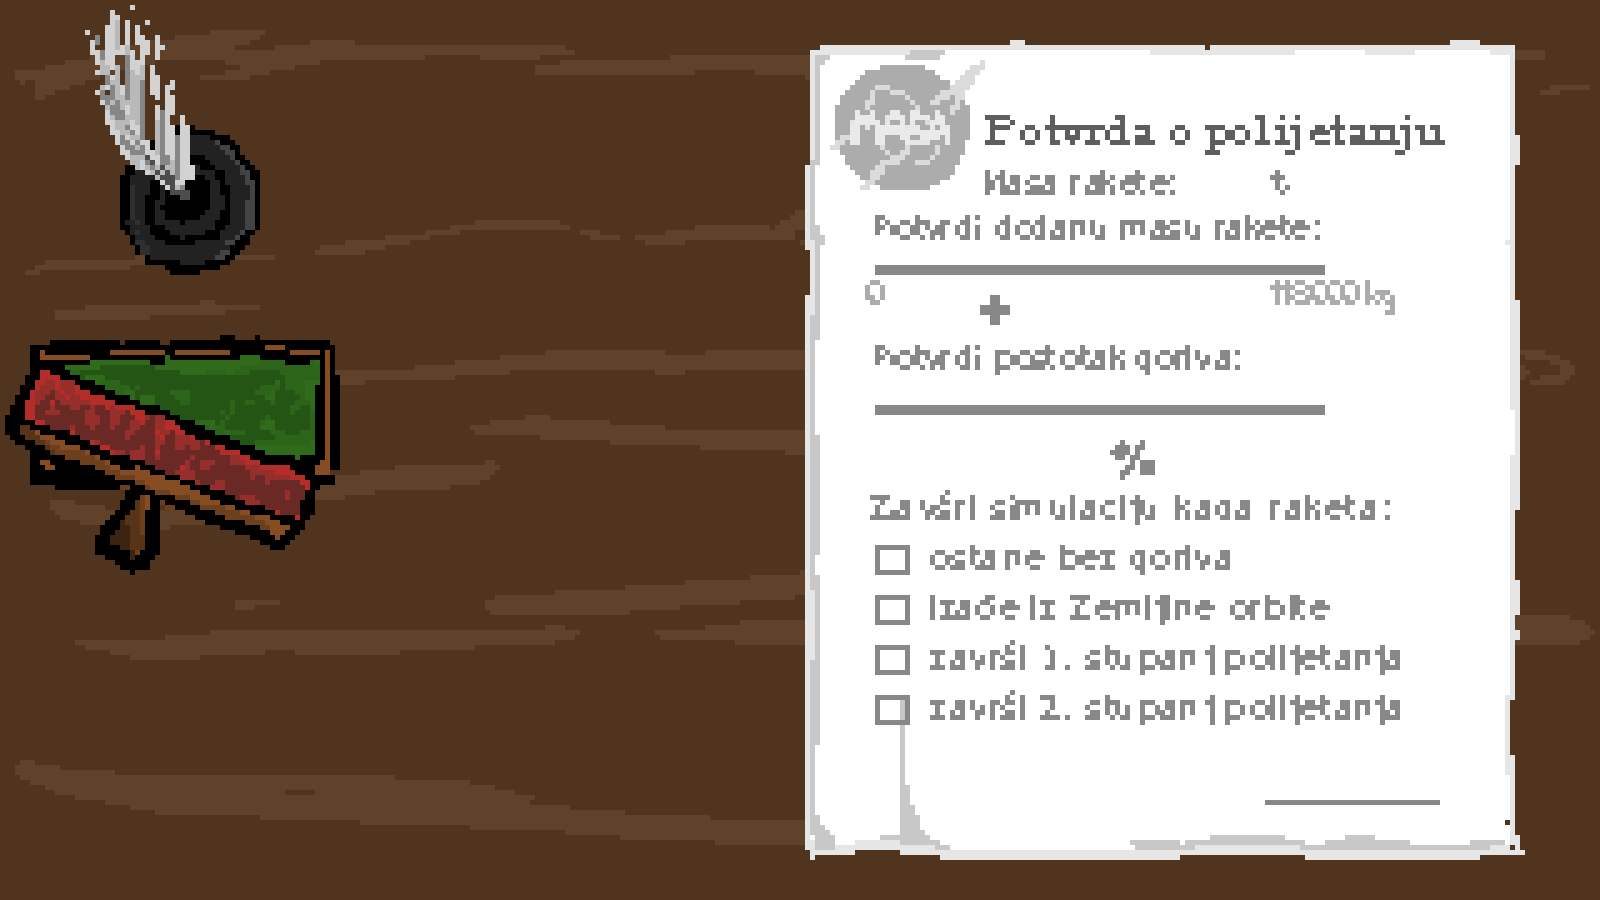 Potvrda o polijetanju
Masa rakete: t
Potvrdi dodanu masu rakete:
0 118000 kg
+
Potvrdi postotak goriva:
%
Završi simulaciju kada raketa:
ostane bez goriva
izađe iz Zemljine orbite
završi 1. stupanj polijetanja
završi 2. stupanj polijetanja